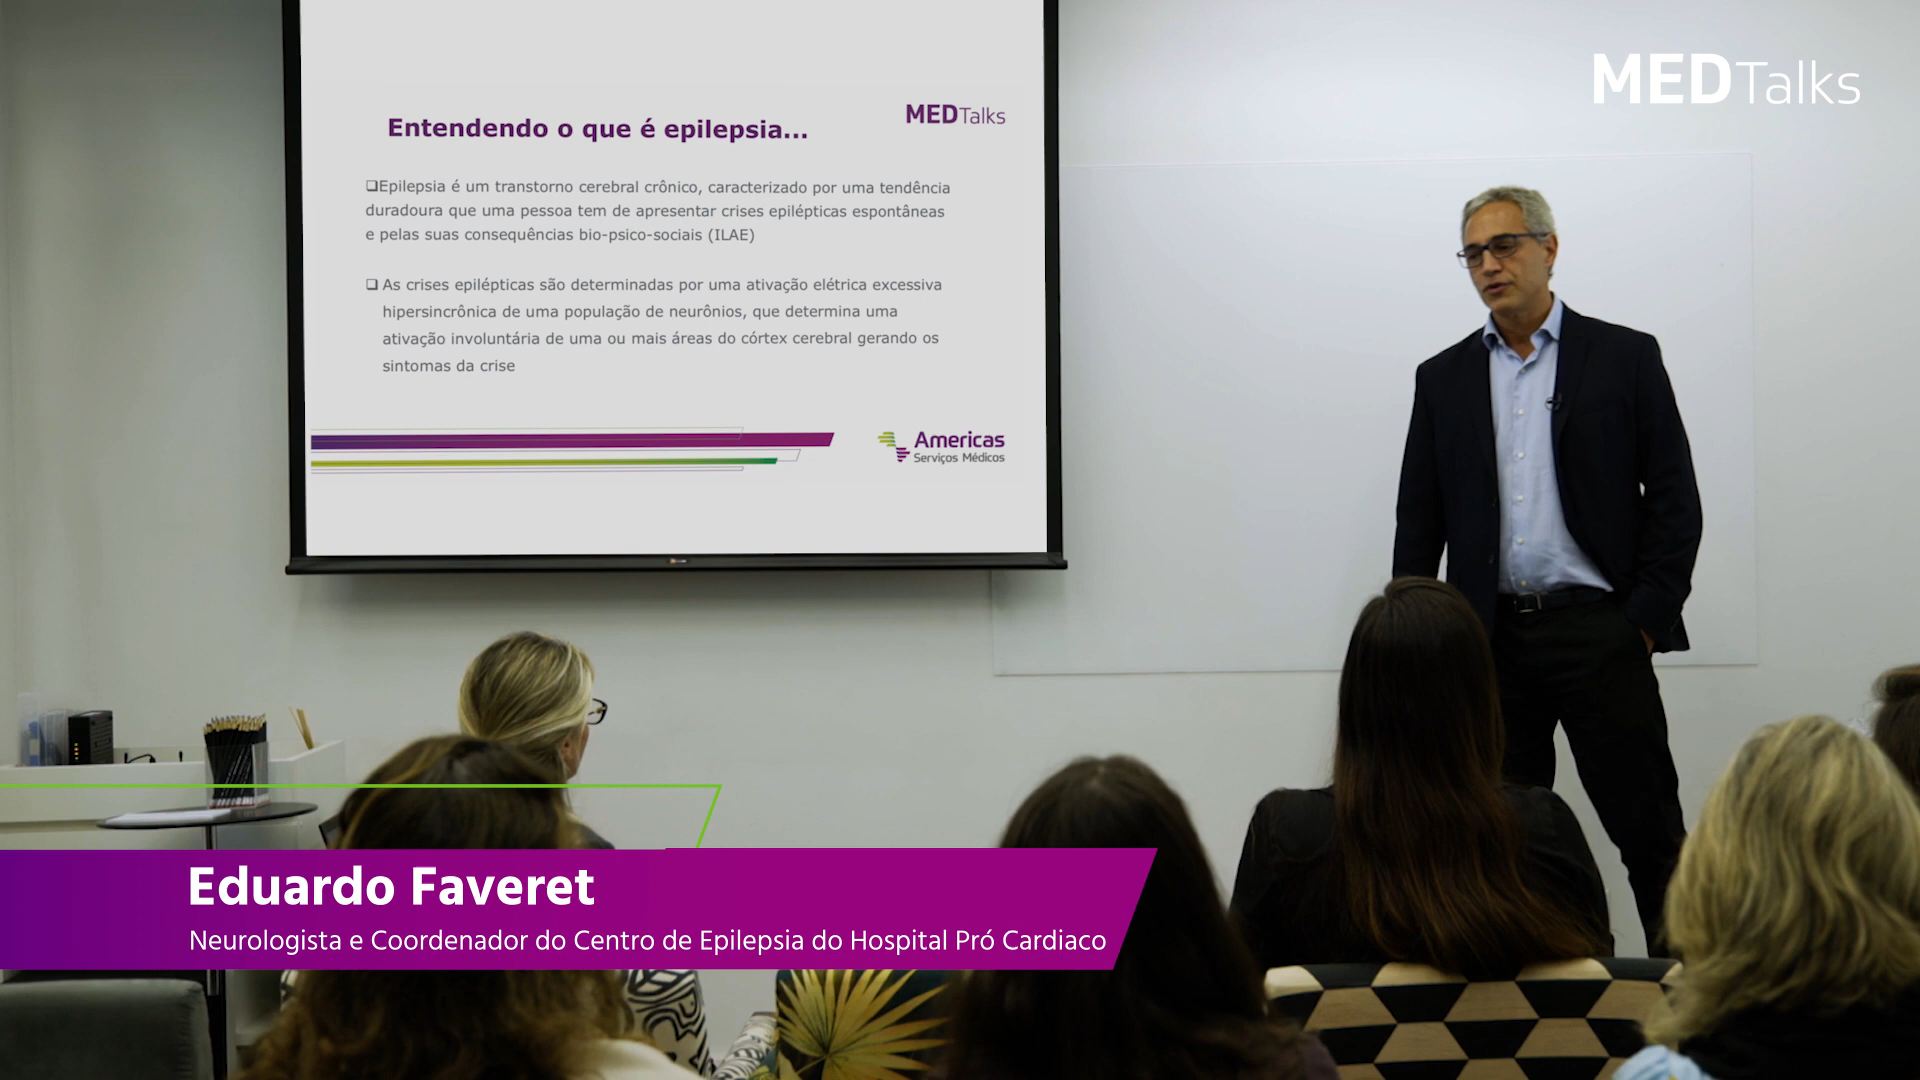 MEDTalks
MEDTalks
Entendendo o que é epilepsia...
❑Epilepsia é um transtorno cerebral crônico, caracterizado por uma tendência
duradoura que uma pessoa tem de apresentar crises epilépticas espontâneas
e pelas suas consequências bio-psico-sociais (ILAE)
❑ As crises epilépticas são determinadas por uma ativação elétrica excessiva
hipersincrônica de uma população de neurônios, que determina uma
ativação involuntária de uma ou mais áreas do córtex cerebral gerando os
sintomas da crise
Americas
Serviços Médicos
Eduardo Faveret
Neurologista e Coordenador do Centro de Epilepsia do Hospital Pró Cardiaco